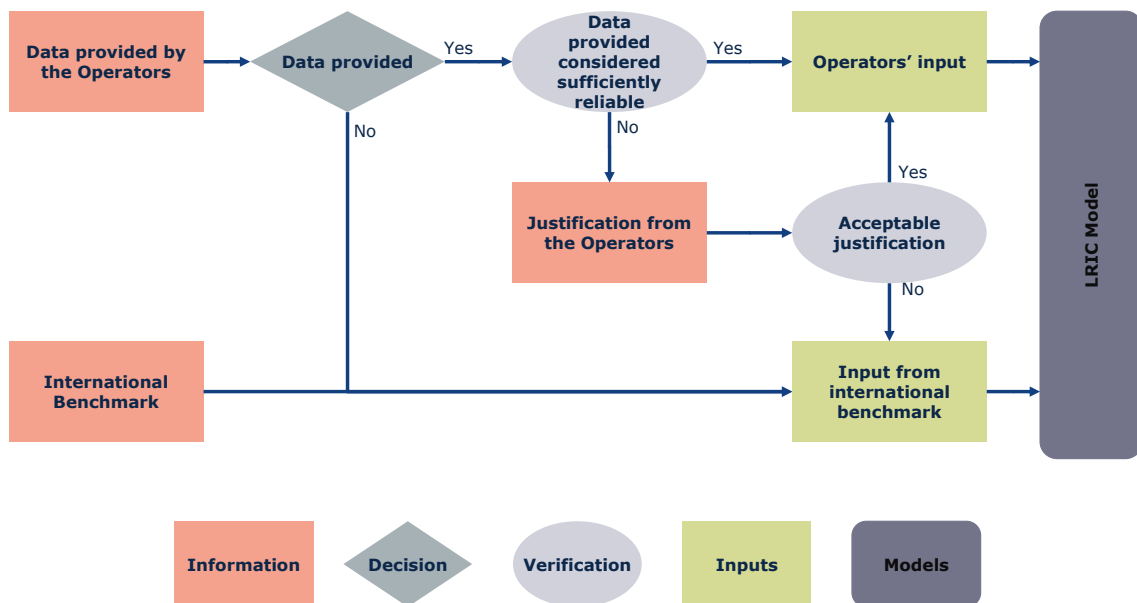 Data provided by
the Operators
Data provided
Yes
Data
provided
considered
sufficiently
reliable
Yes
Operators’ input
No
No
Yes
Justification from
the Operators
Acceptable
justification
No
LRIC Model
International
Benchmark
Input from
international
benchmark
Information
Decision
Verification
Inputs
Models